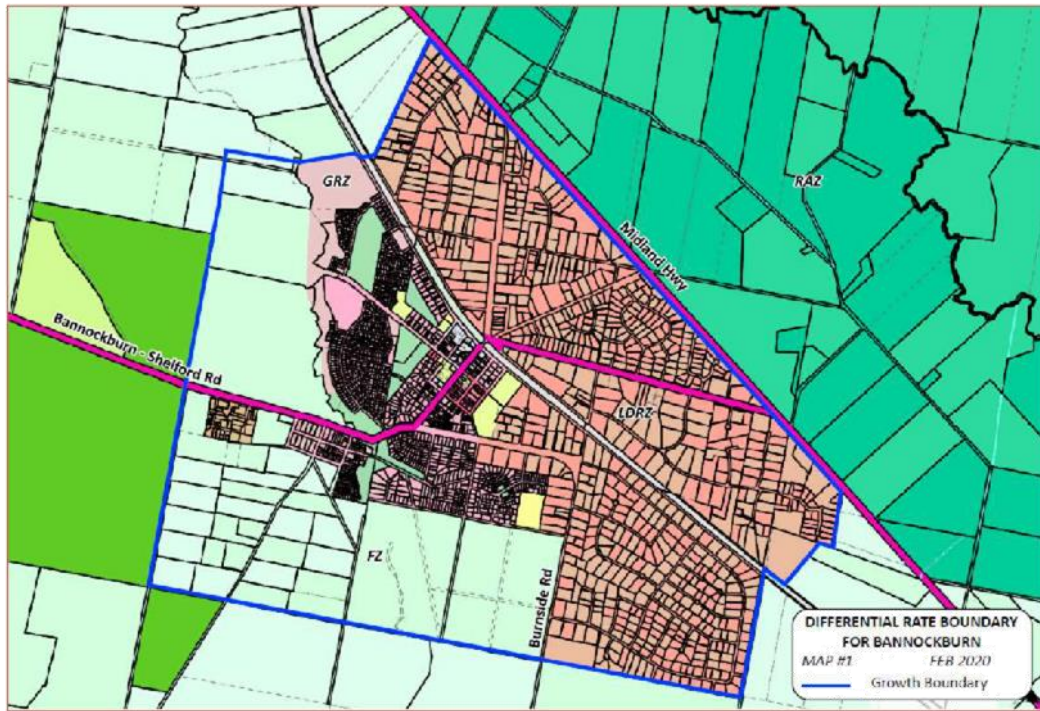 GRZ
RAZ
Midland Hwy
Bannockburn - Shelford Rd
LDRZ
FZ
Burnside Rd
DIFFERENTIAL RATE BOUNDARY
FOR BANNOCKBURN
MAP #1 FEB 2020
Growth Boundary